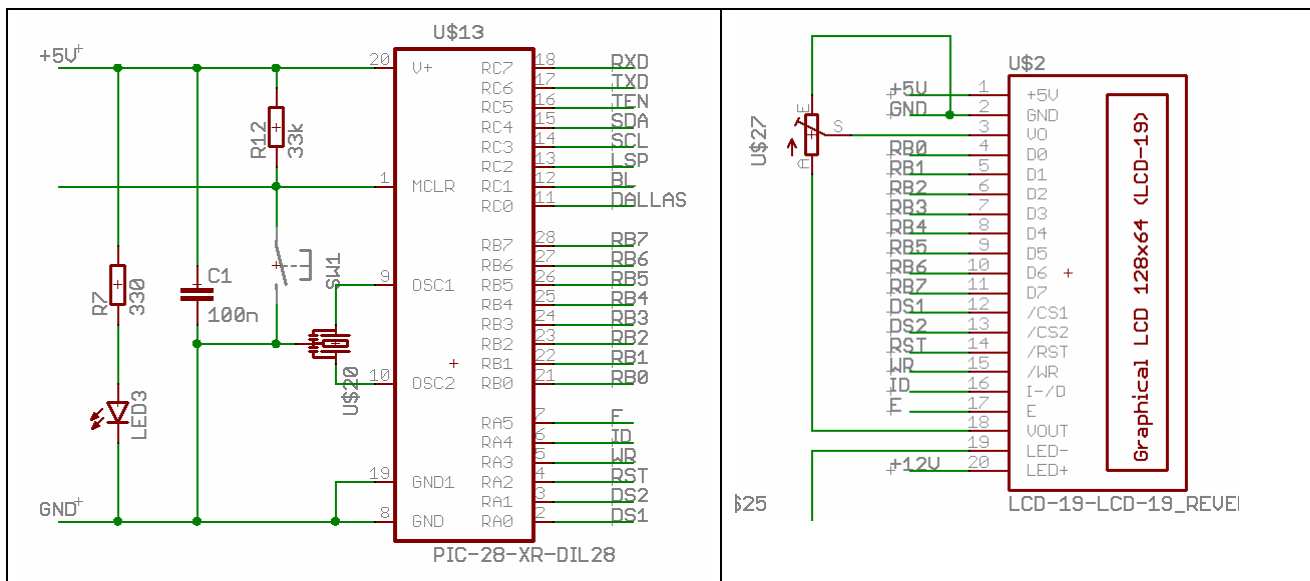 U$13
+5V
20 V+ RC7 18 RXD
RC6 17 TXD
RC5 16 TEN
RC4 15 SDA
R12 33k
RC3 14 SCL
RC2 13 LSP
1 MCLR RC1 12 BL
RC0 11 DALLAS
RB7 28 RB7
RB6 27 RB6
SW1
C1
9 OSC1 RB5 26 RB5
R7 330
100n
RB4 25 RB4
RB3 24 RB3
RB2 23 RB2
RB1 22 RB1
U$20
10 OSC2 RB0 21 RB0
LED3
RA5 7 E
RA4 6 ID
RA3 5 WR
19 GND1 RA2 4 RST
RA1 3 DS2
GND
8 GND RA0 2 DS1
PIC-28-XR-DIL28
U$2
+5V 1 +5V
GND 2 GND
U$27
E
S
A
3 VO
RB0 4 D0
RB1 5 D1
RB2 6 D2
RB3 7 D3
RB4 8 D4
RB5 9 D5
RB6 10 D6
RB7 11 D7
DS1 12 /CS1
DS2 13 /CS2
RST 14 /RST
WR 15 /WR
ID 16 I-/D
E 17 E
18 VOUT
19 LED-
+12V 20 LED+
Graphical LCD 128x64 (LCD-19)
$25
LCD-19-LCD-19_REVE